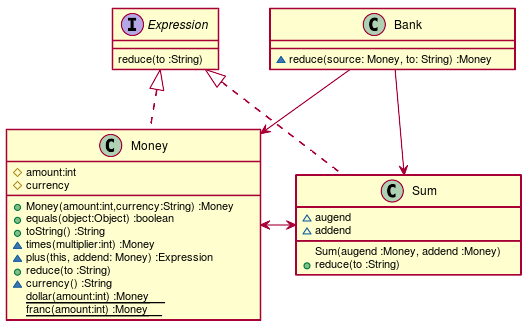 I Expression
reduce(to :String)
C Bank
reduce(source: Money, to: String) :Money
C Money
amount:int
currency
Money(amount:int,currency:String) :Money
equals(object:Object) :boolean
toString() :String
times(multiplier:int) :Money
plus(this, addend: Money) :Expression
reduce(to :String)
currency() :String
dollar(amount:int) :Money
franc(amount:int) :Money
C Sum
augend
addend
Sum(augend :Money, addend :Money)
reduce(to :String)